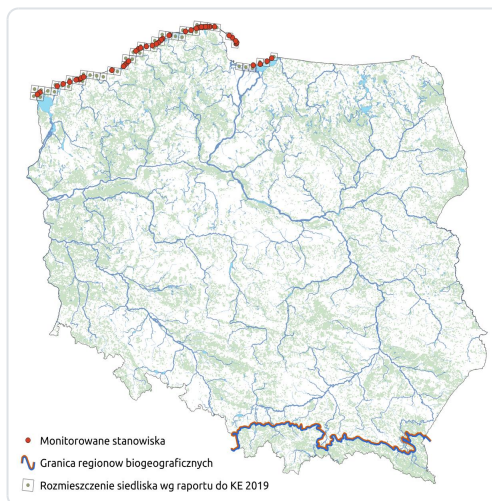 Monitorowane stanowiska
Granica regionow biogeograficznych
Rozmieszczenie siedliska wg raportu do KE 2019